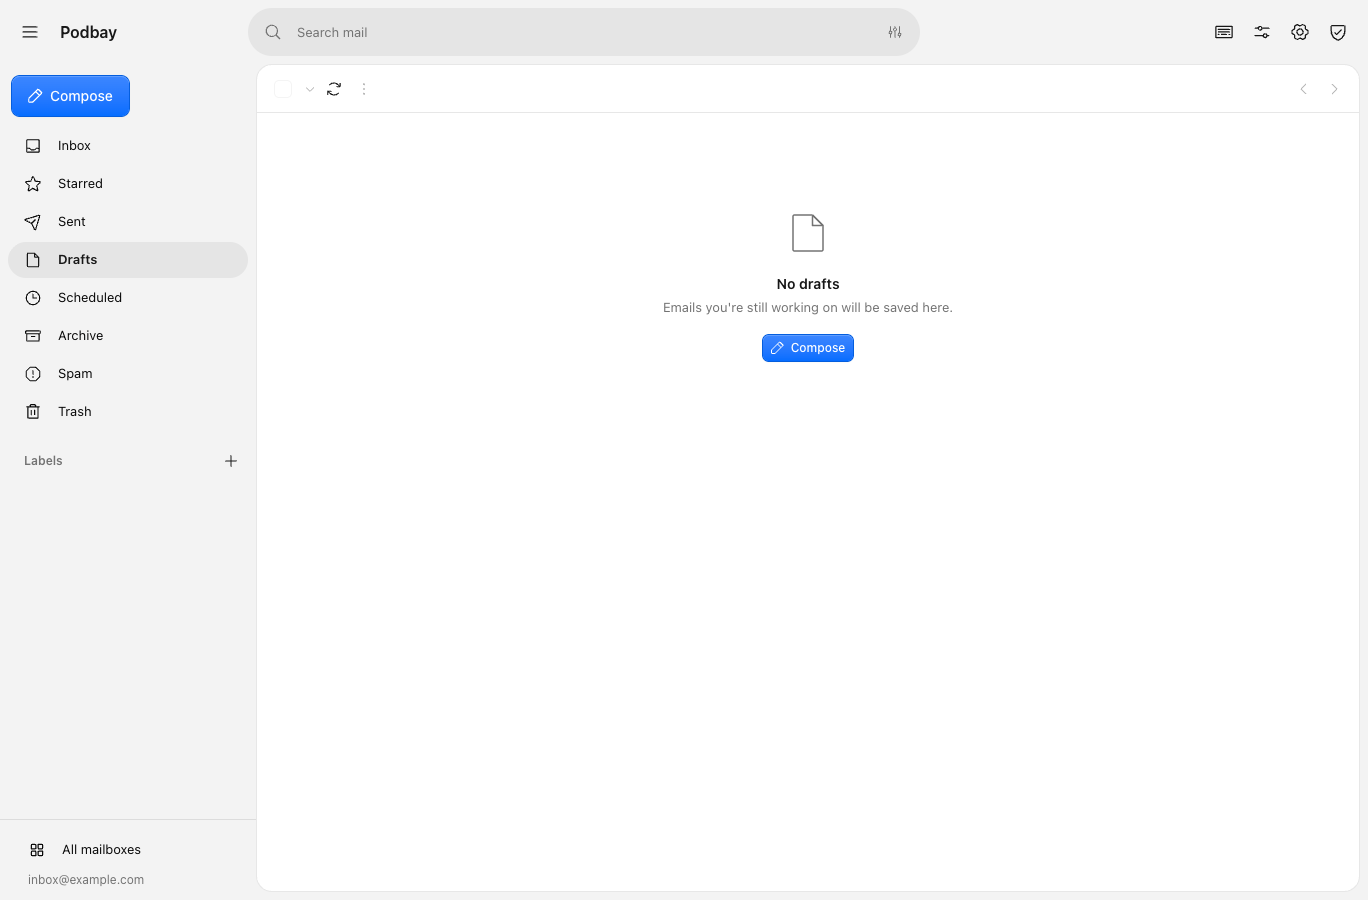 Podbay
Search mail
Compose
Inbox
Starred
Sent
Drafts
Scheduled
Archive
Spam
Trash
Labels
No drafts
Emails you're still working on will be saved here.
Compose
All mailboxes
inbox@example.com